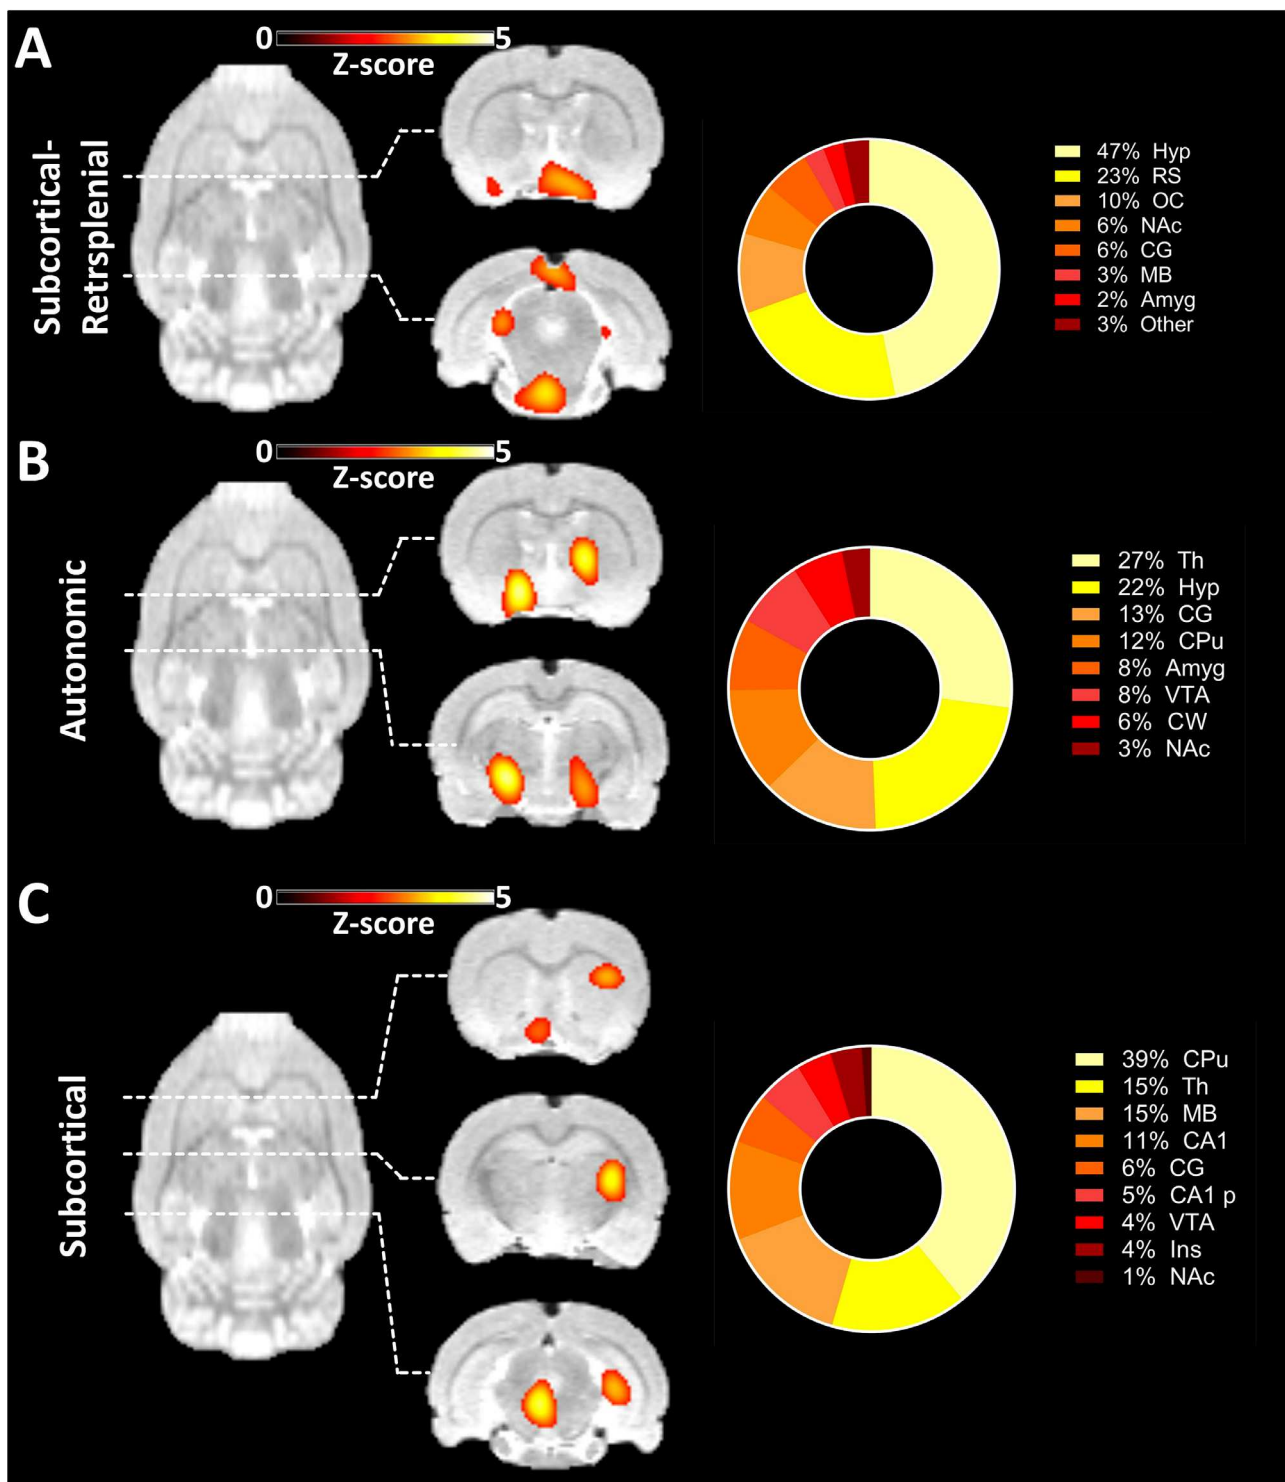 A
0 5
Z-score
Subcortical-
Retrsplenial
47% Hyp
23% RS
10% OC
6% NAc
6% CG
3% MB
2% Amyg
3% Other
B
0 5
Z-score
Autonomic
27% Th
22% Hyp
13% CG
12% CPu
8% Amyg
8% VTA
6% CW
3% NAc
C
0 5
Z-score
Subcortical
39% CPu
15% Th
15% MB
11% CA1
6% CG
5% CA1 p
4% VTA
4% Ins
1% NAc